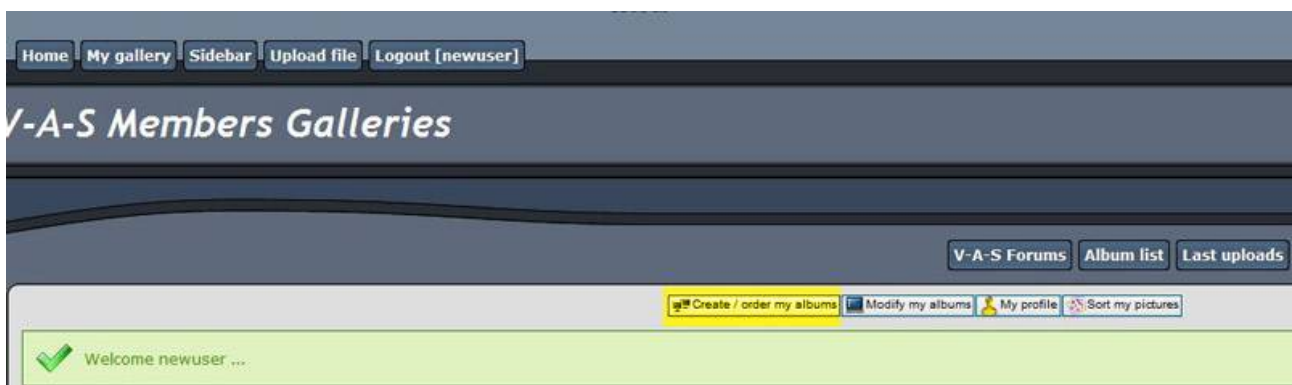 Home My gallery Sidebar Upload file Logout [newuser]
V-A-S Members Galleries
V-A-S Forums Album list Last uploads
Create / order my albums Modify my albums My profile Sort my pictures
Welcome newuser ...